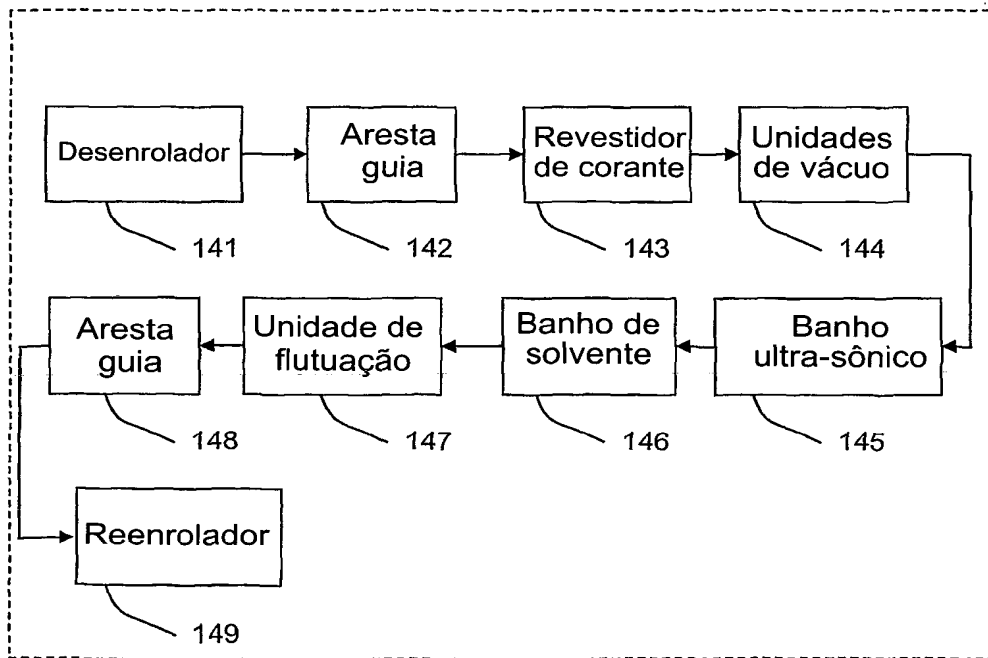 Desenrolador
Aresta
guia
Revestidor
de corante
Unidades
de vácuo
141
142
143
144
Aresta
guia
Unidade de
flutuação
Banho de
solvente
Banho
ultra-sônico
148
147
146
145
Reenrolador
149